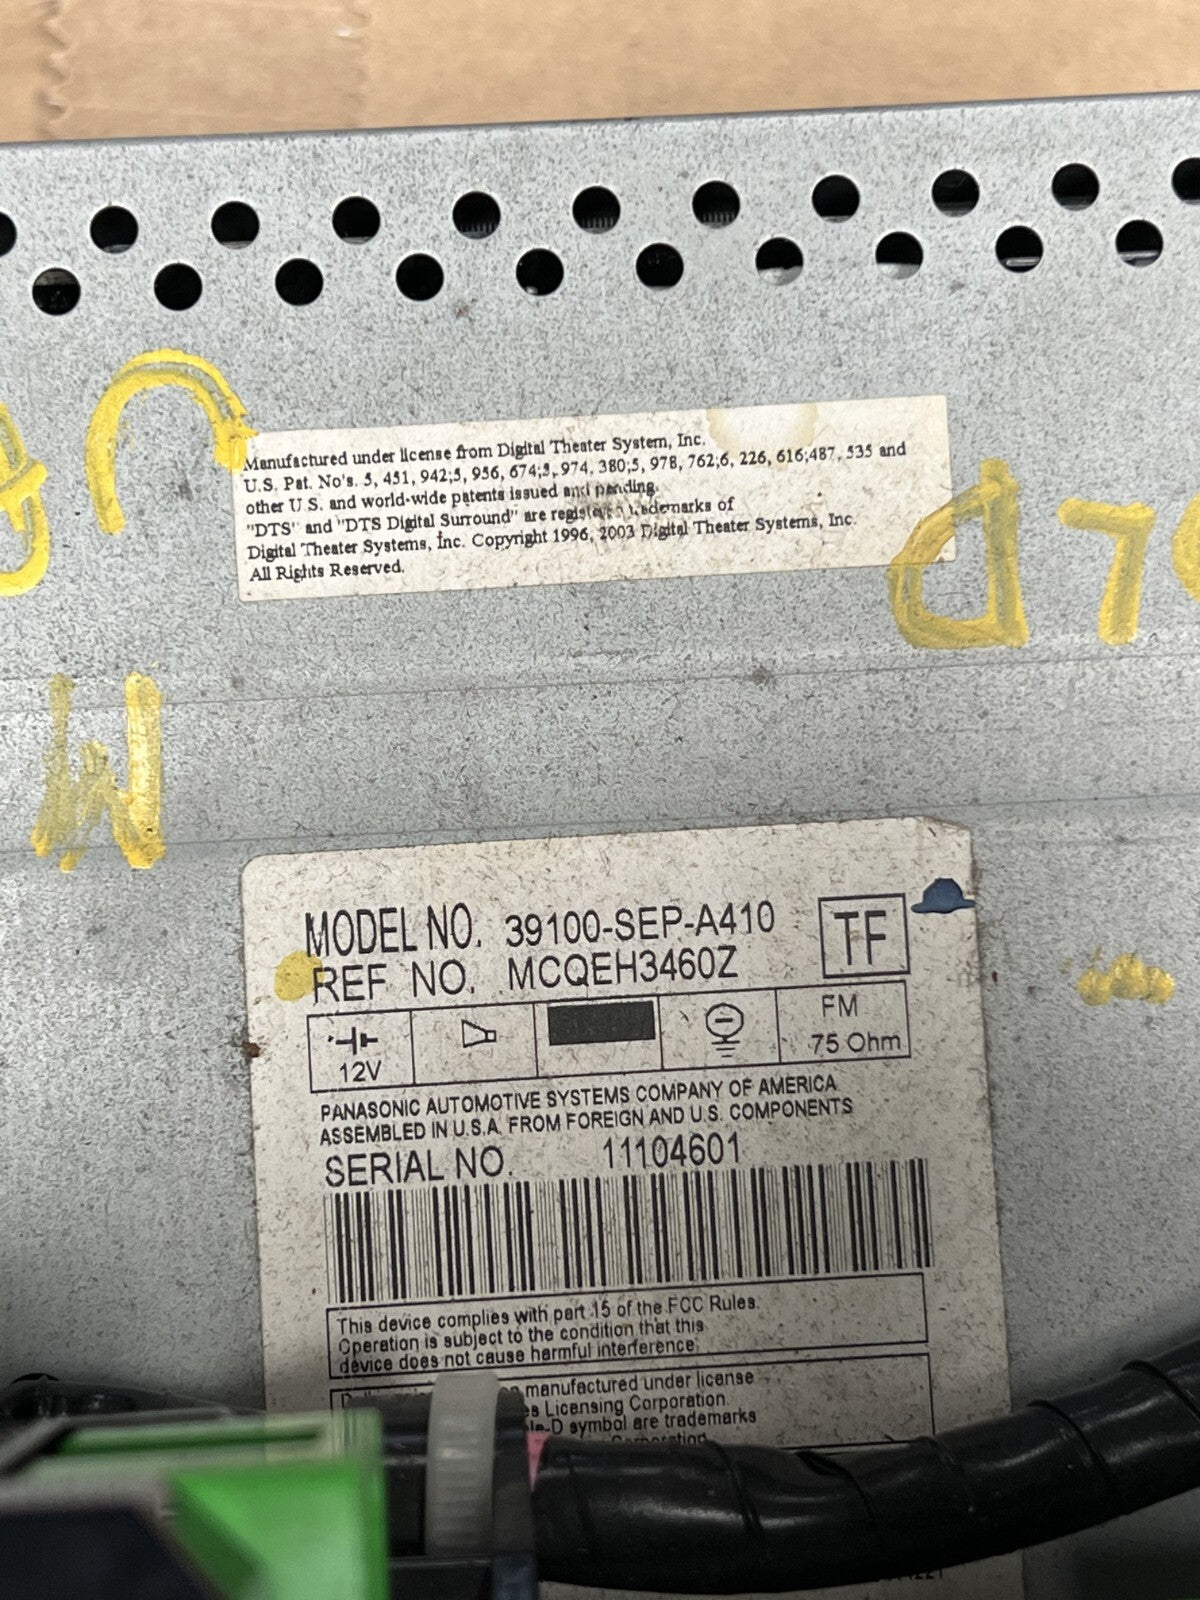 Manufactured under license from Digital Theater System, Inc.
U.S. Pat. No's. 5, 451, 942;5, 956, 674;5, 974, 380;5, 978, 762;6, 226, 616;487, 535 and
other U.S. and world-wide patents issued and pending.
"DTS" and "DTS Digital Surround" are registered trademarks of
Digital Theater Systems, Inc. Copyright 1996, 2003 Digital Theater Systems, Inc.
All Rights Reserved.
MODEL NO. 39100-SEP-A410
TF
REF NO. MCQEH3460Z
12V
FM
75 Ohm
PANASONIC AUTOMOTIVE SYSTEMS COMPANY OF AMERICA
ASSEMBLED IN U.S.A. FROM FOREIGN AND U.S. COMPONENTS
SERIAL NO. 11104601
This device complies with part 15 of the FCC Rules.
Operation is subject to the condition that this
device does not cause harmful interference.
manufactured under license
Licensing Corporation.
symbol are trademarks
Corporation